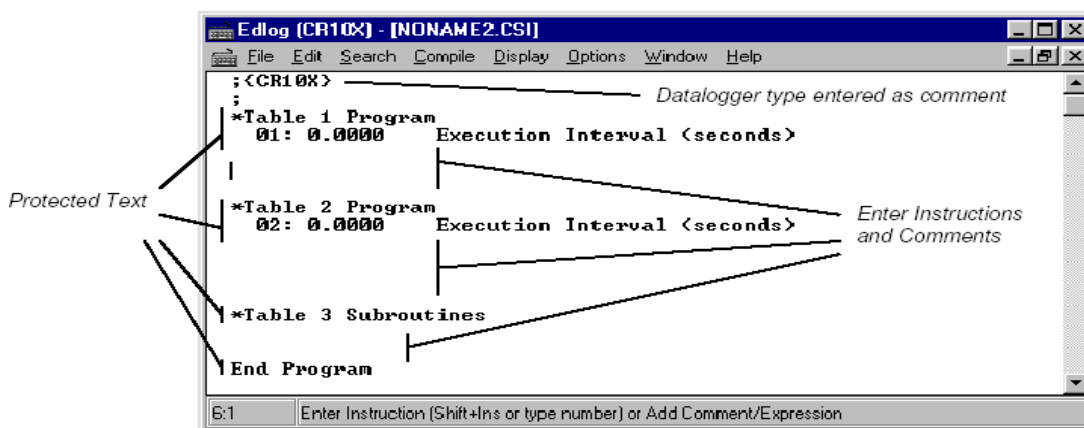 Edlog (CR10X) - [NONAME2.CSI]
File Edit Search Compile Display Options Window Help
;{CR10X}
Datalogger type entered as comment
;
*Table 1 Program
01: 0.0000 Execution Interval (seconds)
Protected Text
*Table 2 Program
02: 0.0000 Execution Interval (seconds)
Enter Instructions
and Comments
*Table 3 Subroutines
End Program
6:1 Enter Instruction (Shift+Ins or type number) or Add Comment/Expression